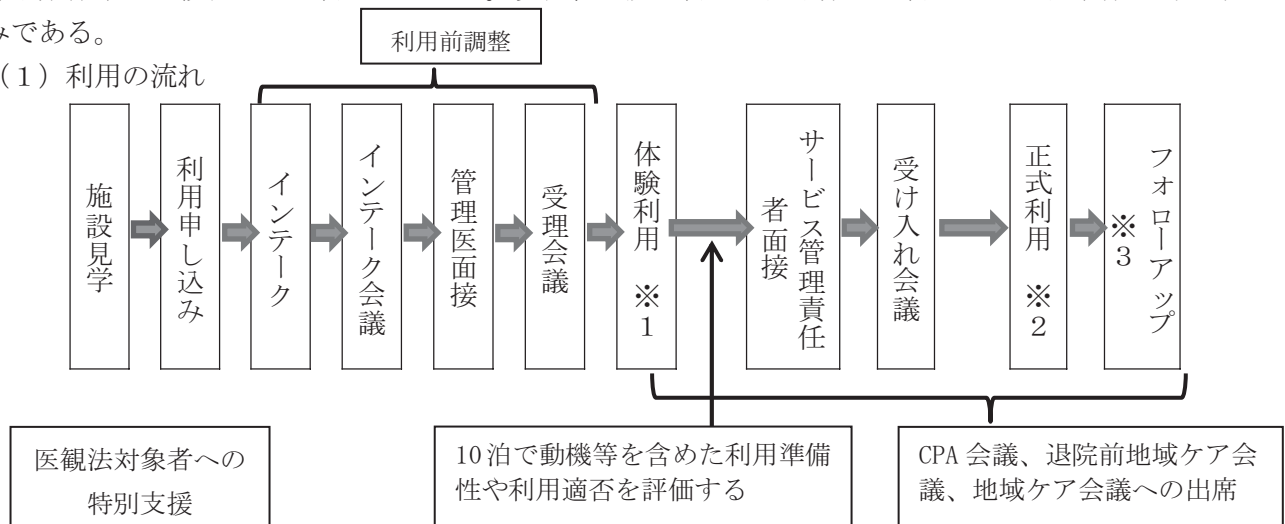 みである。
利用前調整
（１）利用の流れ
施設見学
利用申し込み
インテーク
インテーク会議
管理医面接
受理会議
体験利用　※１
サービス管理責任
者面接
受け入れ会議
正式利用　※２
フォローアップ
※３
医観法対象者への
特別支援
10泊で動機等を含めた利用準備
性や利用適否を評価する
CPA 会議、退院前地域ケア会
議、地域ケア会議への出席